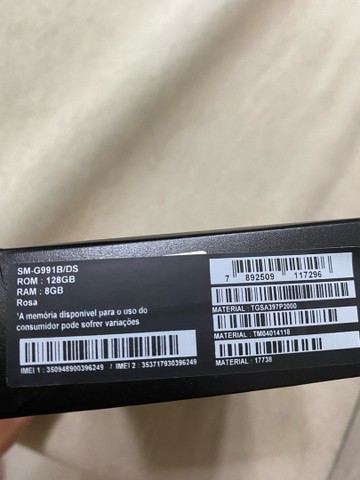 SM-G991B/DS
ROM : 128GB
RAM : 8GB
Rosa
*A memória disponível para o uso do
consumidor pode sofrer variações
IMEI 1 : 350948900396249 / IMEI 2 : 353717930396249
7 892509 117296
MATERIAL : TGSA397P2000
MATERIAL : TM04014118
MATERIAL : 17738